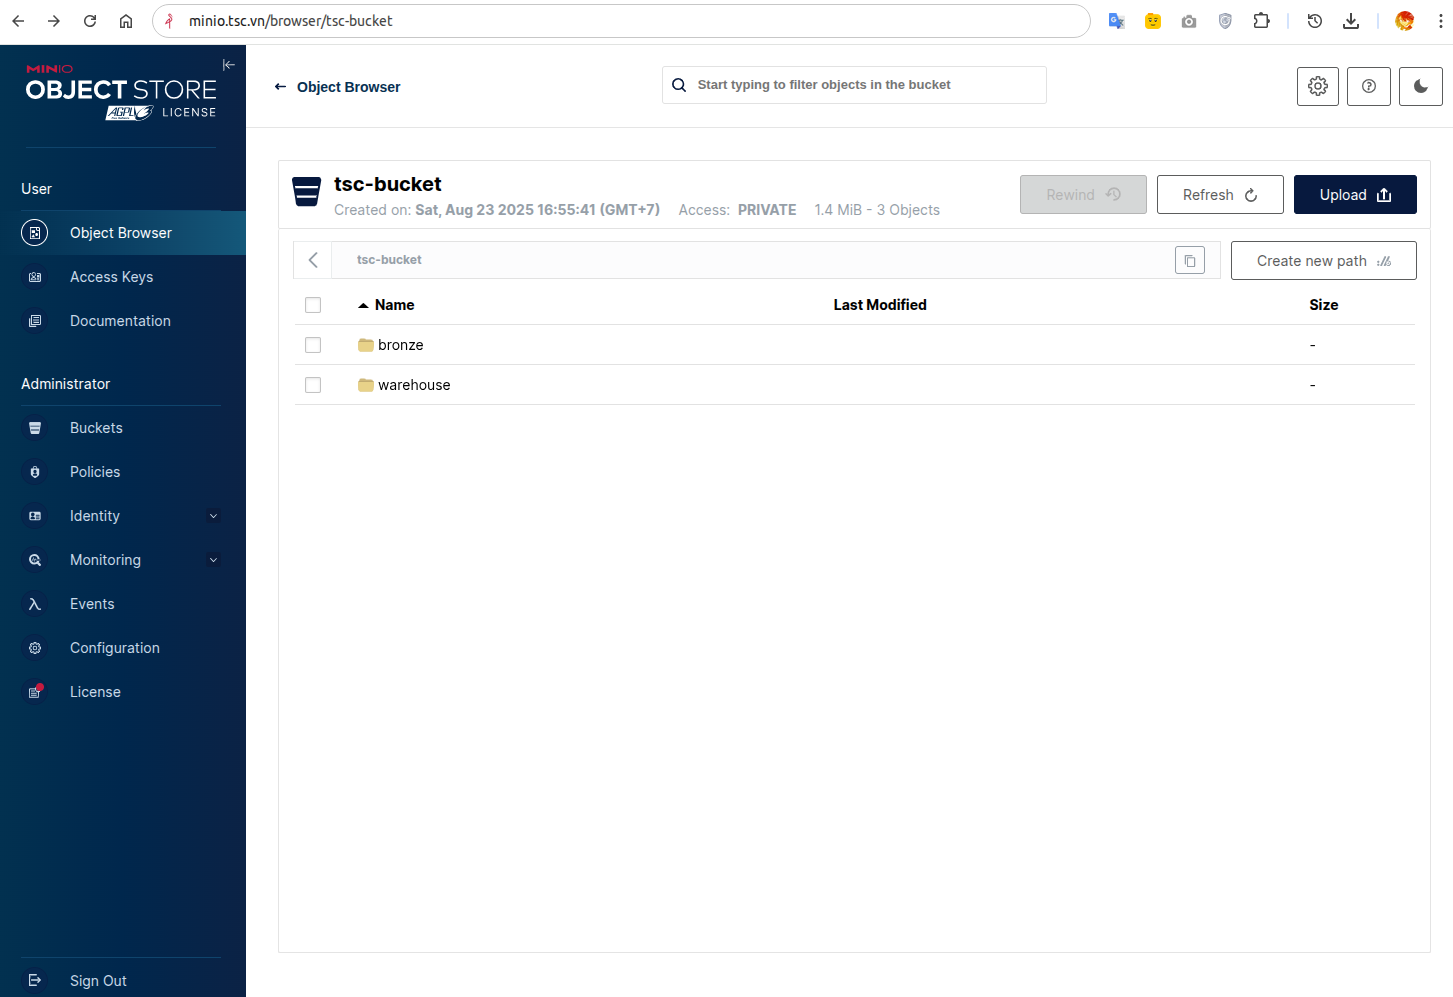 minio.tsc.vn/browser/tsc-bucket
MINIO
OBJECT STORE
AGPLv3 LICENSE
User
Object Browser
Access Keys
Documentation
Administrator
Buckets
Policies
Identity
Monitoring
Events
Configuration
License
Sign Out
Object Browser
Start typing to filter objects in the bucket
tsc-bucket
Created on: Sat, Aug 23 2025 16:55:41 (GMT+7) Access: PRIVATE 1.4 MiB - 3 Objects
Rewind
Refresh
Upload
tsc-bucket
Create new path
Name Last Modified Size
bronze -
warehouse -